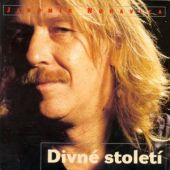 JAROMÍR NOHAVICA
Divné století